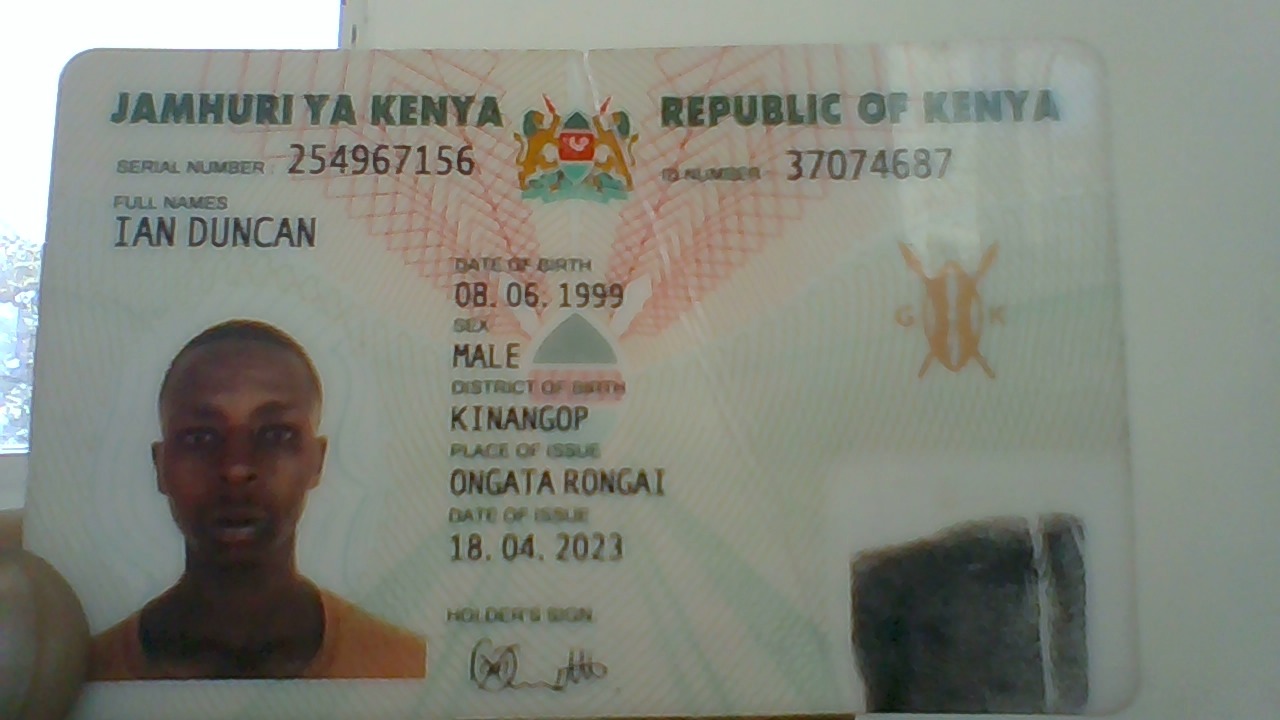 JAMHURI YA KENYA REPUBLIC OF KENYA
SERIAL NUMBER : 254967156 ID NUMBER 37074687
FULL NAMES
IAN DUNCAN
DATE OF BIRTH
08. 06. 1999
SEX
MALE
G K
DISTRICT OF BIRTH
KINANGOP
PLACE OF ISSUE
ONGATA RONGAI
DATE OF ISSUE
18. 04. 2023
HOLDER'S SIGN